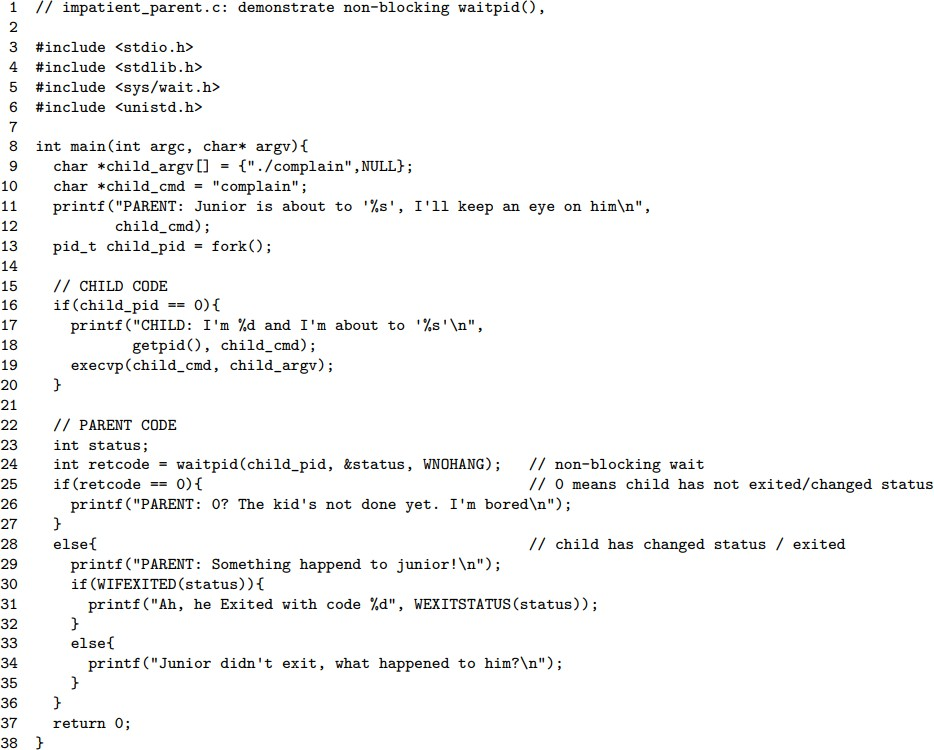 1 // impatient_parent.c: demonstrate non-blocking waitpid(),
2
3 #include <stdio.h>
4 #include <stdlib.h>
5 #include <sys/wait.h>
6 #include <unistd.h>
7
8 int main(int argc, char* argv){
9   char *child_argv[] = {"./complain",NULL};
10   char *child_cmd = "complain";
11   printf("PARENT: Junior is about to '%s', I'll keep an eye on him\n",
12          child_cmd);
13   pid_t child_pid = fork();
14
15   // CHILD CODE
16   if(child_pid == 0){
17     printf("CHILD: I'm %d and I'm about to '%s'\n",
18            getpid(), child_cmd);
19     execvp(child_cmd, child_argv);
20   }
21
22   // PARENT CODE
23   int status;
24   int retcode = waitpid(child_pid, &status, WNOHANG);   // non-blocking wait
25   if(retcode == 0){                                     // 0 means child has not exited/changed status
26     printf("PARENT: 0? The kid's not done yet. I'm bored\n");
27   }
28   else{                                                 // child has changed status / exited
29     printf("PARENT: Something happend to junior!\n");
30     if(WIFEXITED(status)){
31       printf("Ah, he Exited with code %d", WEXITSTATUS(status));
32     }
33     else{
34       printf("Junior didn't exit, what happened to him?\n");
35     }
36   }
37   return 0;
38 }